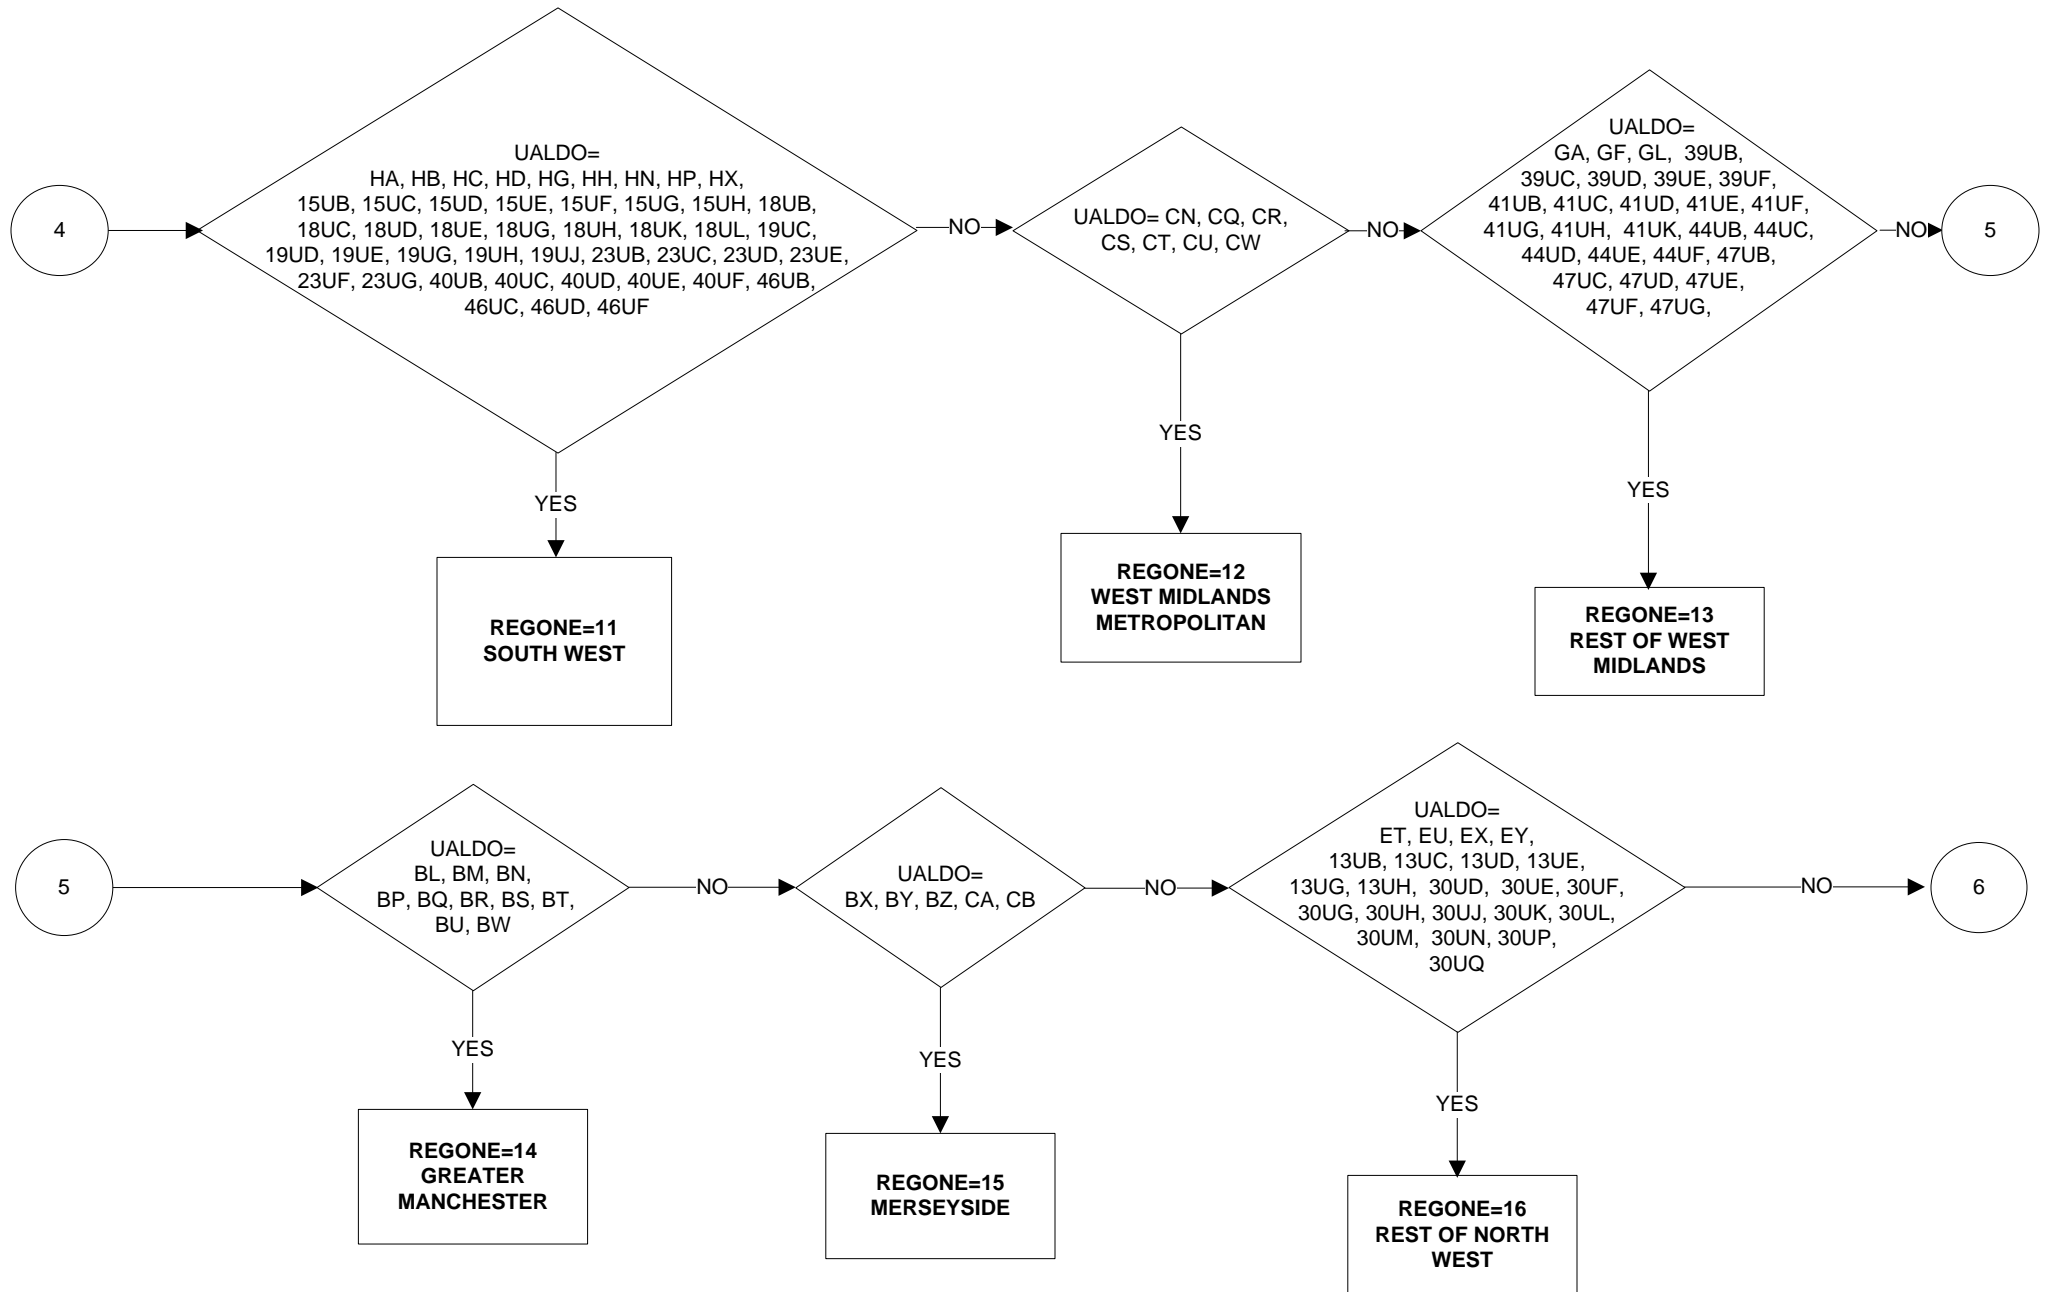 4
UALDO=
HA, HB, HC, HD, HG, HH, HN, HP, HX,
15UB, 15UC, 15UD, 15UE, 15UF, 15UG, 15UH, 18UB,
18UC, 18UD, 18UE, 18UG, 18UH, 18UK, 18UL, 19UC,
19UD, 19UE, 19UG, 19UH, 19UJ, 23UB, 23UC, 23UD, 23UE,
23UF, 23UG, 40UB, 40UC, 40UD, 40UE, 40UF, 46UB,
46UC, 46UD, 46UF
NO
UALDO= CN, CQ, CR,
CS, CT, CU, CW
NO
UALDO=
GA, GF, GL, 39UB,
39UC, 39UD, 39UE, 39UF,
41UB, 41UC, 41UD, 41UE, 41UF,
41UG, 41UH, 41UK, 44UB, 44UC,
44UD, 44UE, 44UF, 47UB,
47UC, 47UD, 47UE,
47UF, 47UG,
NO
5
YES
YES
YES
REGONE=11
SOUTH WEST
REGONE=12
WEST MIDLANDS
METROPOLITAN
REGONE=13
REST OF WEST
MIDLANDS
5
UALDO=
BL, BM, BN,
BP, BQ, BR, BS, BT,
BU, BW
NO
UALDO=
BX, BY, BZ, CA, CB
NO
UALDO=
ET, EU, EX, EY,
13UB, 13UC, 13UD, 13UE,
13UG, 13UH, 30UD, 30UE, 30UF,
30UG, 30UH, 30UJ, 30UK, 30UL,
30UM, 30UN, 30UP,
30UQ
NO
6
YES
YES
YES
REGONE=14
GREATER
MANCHESTER
REGONE=15
MERSEYSIDE
REGONE=16
REST OF NORTH
WEST